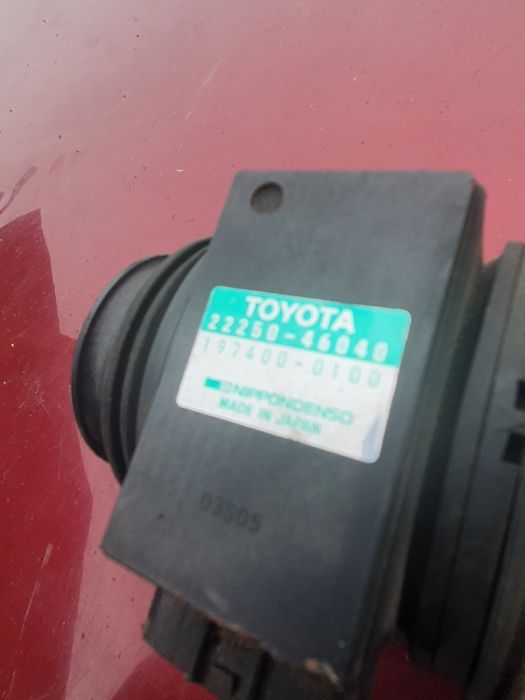 TOYOTA
22250-46040
197400-0100
NIPPONDENSO
MADE IN JAPAN
03S05